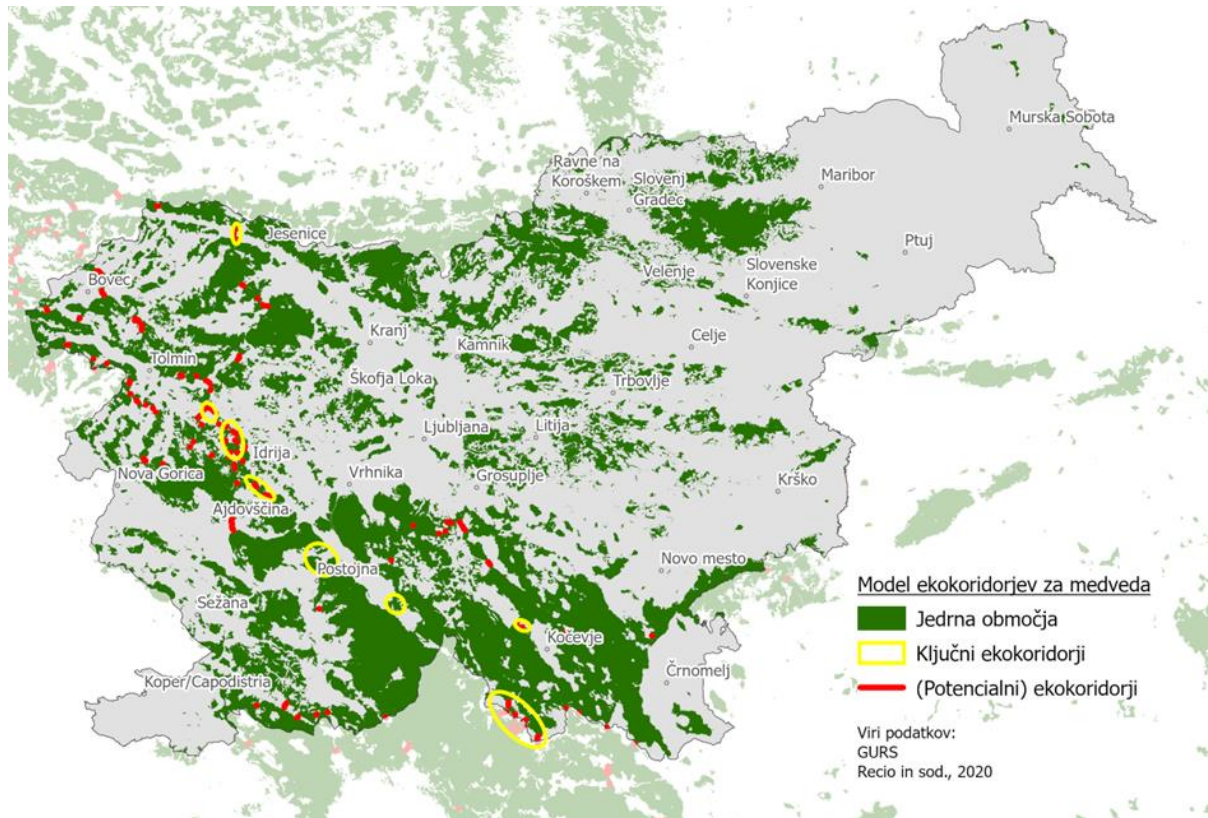 Murska Sobota
Ravne na
Koroškem
Slovenj
Gradec
Maribor
Jesenice
Ptuj
Velenje
Slovenske
Konjice
Bovec
Kranj
Kamnik
Celje
Tolmin
Škofja Loka
Trbovlje
Ljubljana
Litija
Idrija
Nova Gorica
Vrhnika
Grosuplje
Krško
Ajdovščina
Postojna
Novo mesto
Sežana
Kočevje
Črnomelj
Koper/Capodistria
Model ekokoridorjev za medveda
Jedrna območja
Ključni ekokoridorji
(Potencialni) ekokoridorji
Viri podatkov:
GURS
Recio in sod., 2020